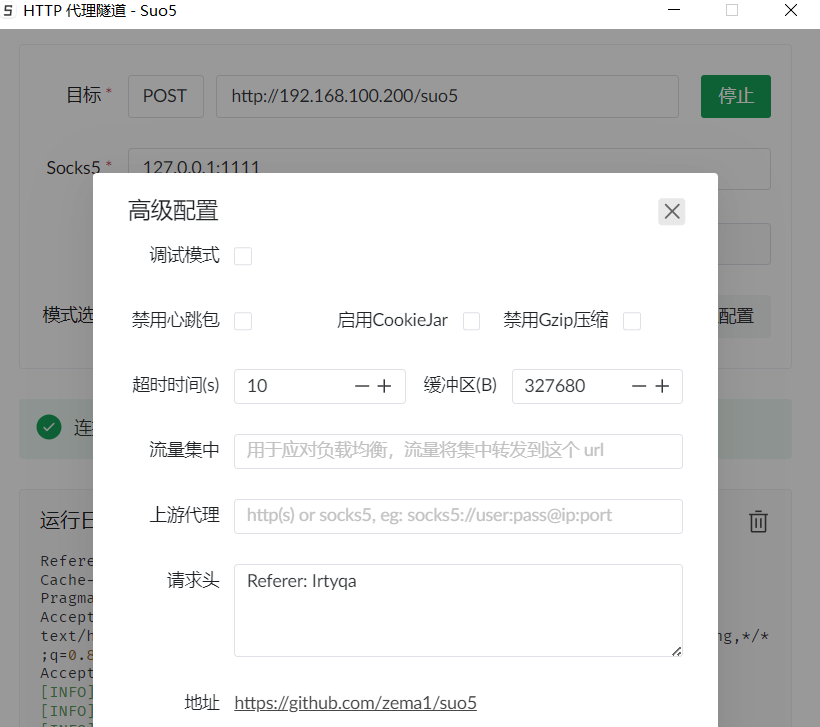 HTTP 代理隧道 - Suo5
目标 * POST http://192.168.100.200/suo5 停止
Socks5 * 127.0.0.1:1111
高级配置
调试模式
模式选 配置
禁用心跳包 启用CookieJar 禁用Gzip压缩
超时时间(s) 10 缓冲区(B) 327680
流量集中 用于应对负载均衡，流量将集中转发到这个 url
上游代理 http(s) or socks5, eg: socks5://user:pass@ip:port
运行日
请求头 Referer: Irtyqa
Refere
Cache-
Pragma
Accept
text/h ng,*/*
;q=0.8
Accept
[INFO]
[INFO]
地址 https://github.com/zema1/suo5